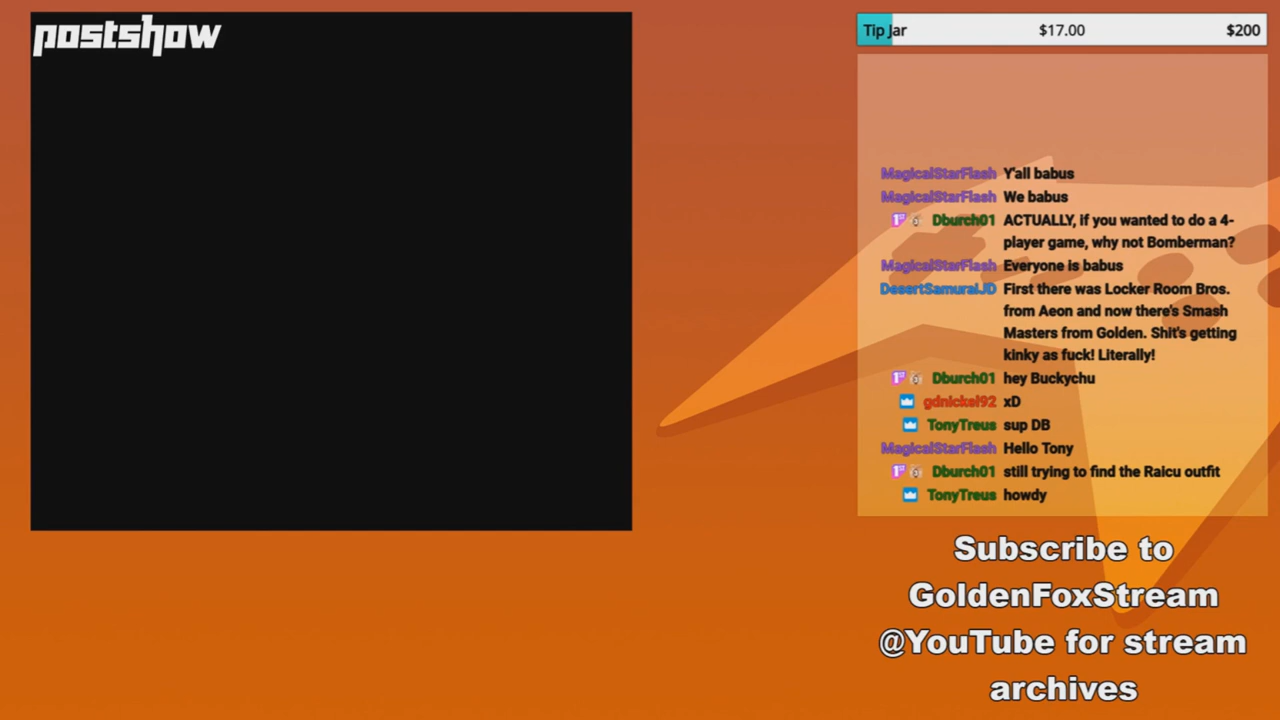 postshow
Tip Jar $17.00 $200
MagicalStarFlash Y'all babus
MagicalStarFlash We babus
Dburch01 ACTUALLY, if you wanted to do a 4-
player game, why not Bomberman?
MagicalStarFlash Everyone is babus
DesertSamuraiJD First there was Locker Room Bros.
from Aeon and now there's Smash
Masters from Golden. Shit's getting
kinky as fuck! Literally!
Dburch01 hey Buckychu
gdnickel92 xD
TonyTreus sup DB
MagicalStarFlash Hello Tony
Dburch01 still trying to find the Raicu outfit
TonyTreus howdy
Subscribe to
GoldenFoxStream
@YouTube for stream
archives